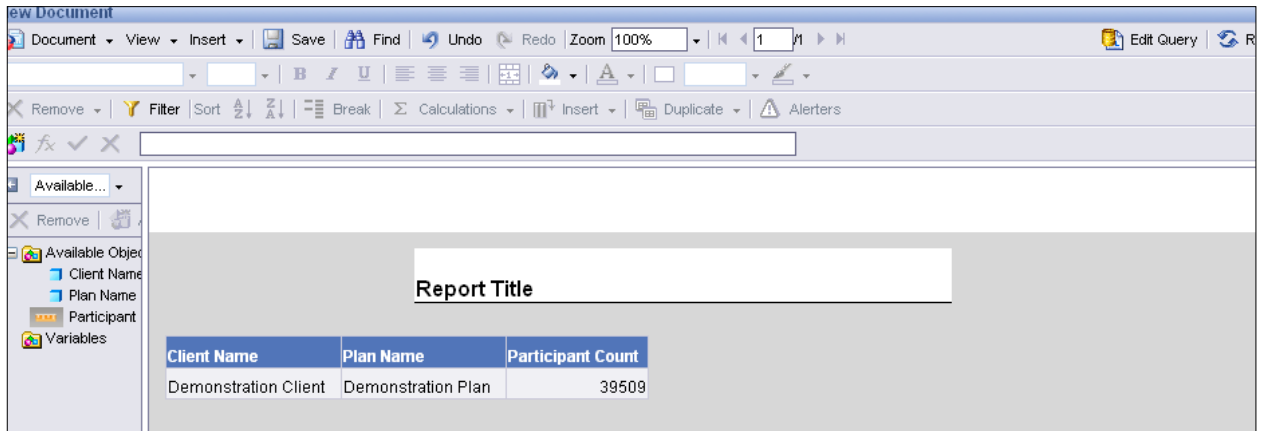 ew Document
Document View Insert Save Find Undo Redo Zoom 100% 1 /1 Edit Query R
B I U A
Remove Filter Sort A Z Z A Break Σ Calculations Insert Duplicate Alerters
fx
Available...
Remove
Available Objec
Client Name
Plan Name
Participant
Variables
Report Title
Client Name Plan Name Participant Count
Demonstration Client Demonstration Plan 39509